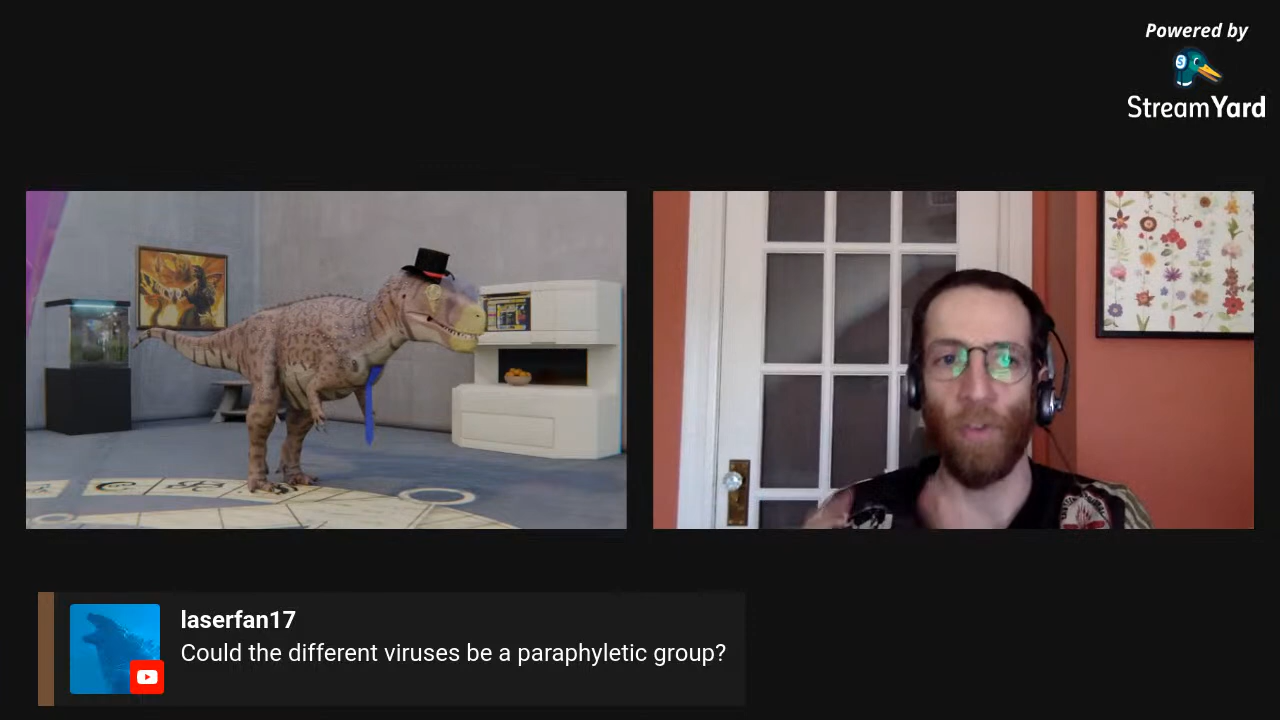 Powered by
StreamYard
laserfan17
Could the different viruses be a paraphyletic group?